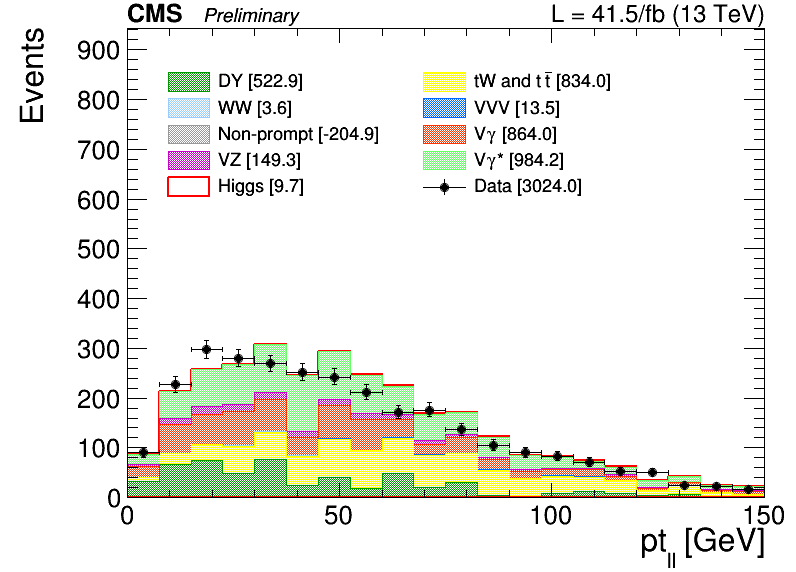 CMS Preliminary L = 41.5/fb (13 TeV)
Events
900
800
700
600
500
400
300
200
100
0
DY [522.9]
WW [3.6]
Non-prompt [-204.9]
VZ [149.3]
Higgs [9.7]
tW and tt̄ [834.0]
VVV [13.5]
Vγ [864.0]
Vγ* [984.2]
Data [3024.0]
0 50 100 150
pt_ll [GeV]